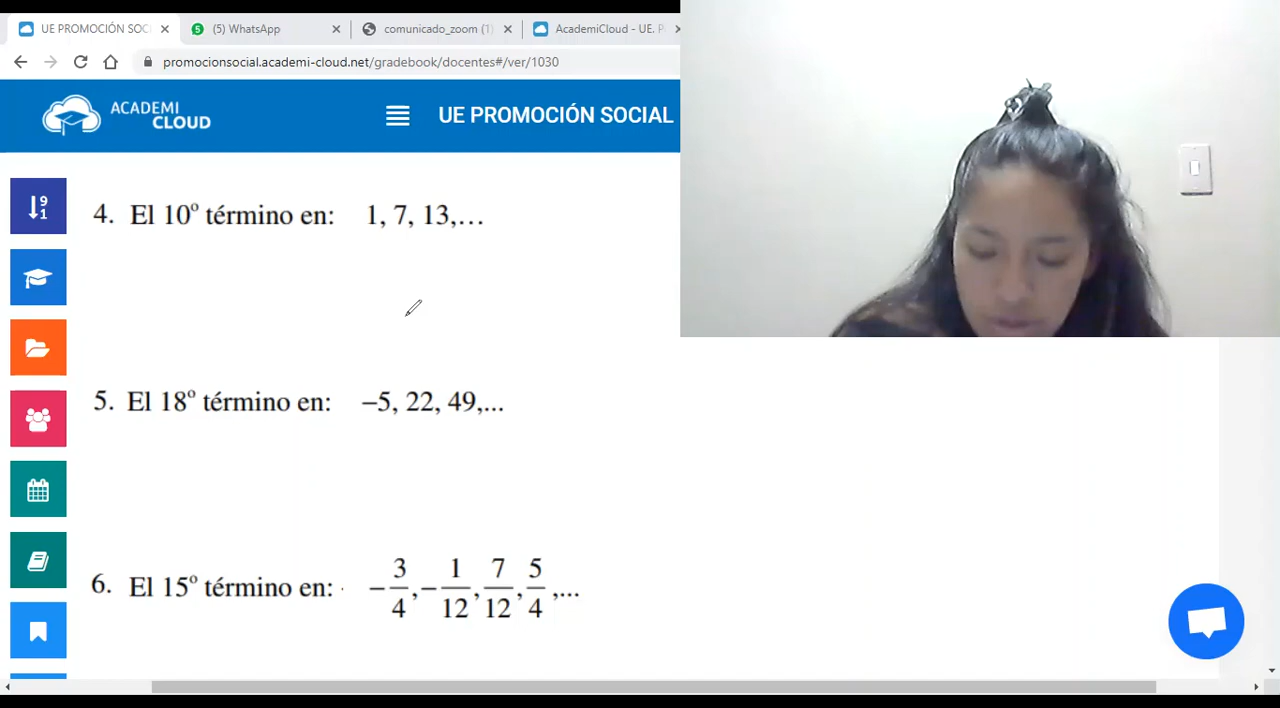 UE PROMOCIÓN SOC
(5) WhatsApp
comunicado_zoom (1)
AcademiCloud - UE. P
promocionsocial.academi-cloud.net/gradebook/docentes#/ver/1030
ACADEMI
CLOUD
UE PROMOCIÓN SOCIAL
4. El 10º término en: 1, 7, 13,...
5. El 18º término en: –5, 22, 49,...
6. El 15º término en: -3/4, -1/12, 7/12, 5/4,...